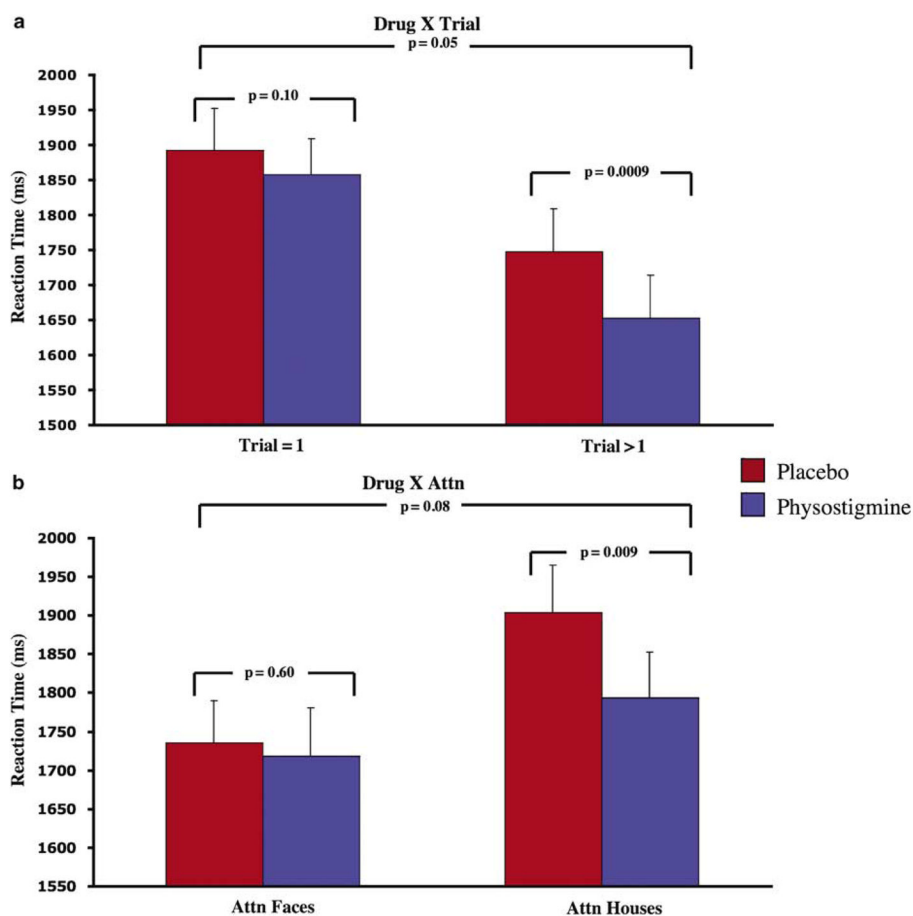 a
Drug X Trial
p = 0.05
2000
1950
1900
1850
1800
1750
1700
1650
1600
1550
1500
Reaction Time (ms)
p = 0.10
p = 0.0009
Trial = 1
Trial > 1
Placebo
Physostigmine
b
Drug X Attn
p = 0.08
2000
1950
1900
1850
1800
1750
1700
1650
1600
1550
Reaction Time (ms)
p = 0.60
p = 0.009
Attn Faces
Attn Houses